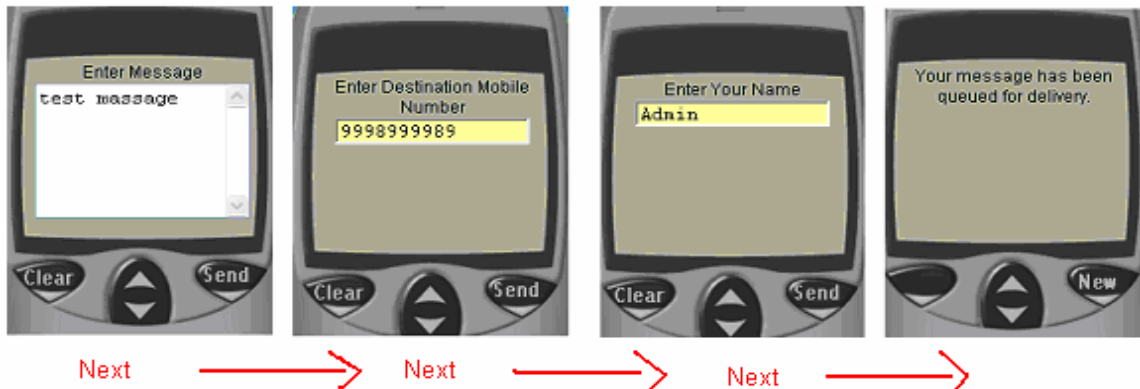 Enter Message
test massage
Clear
Send
Enter Destination Mobile
Number
9998999989
Clear
Send
Enter Your Name
Admin
Clear
Send
Your message has been
queued for delivery.
New
Next
Next
Next